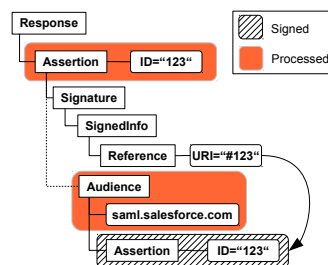 Response
Signed
Processed
Assertion ID=“123“
Signature
SignedInfo
Reference URI=“#123“
Audience
saml.salesforce.com
Assertion ID=“123“